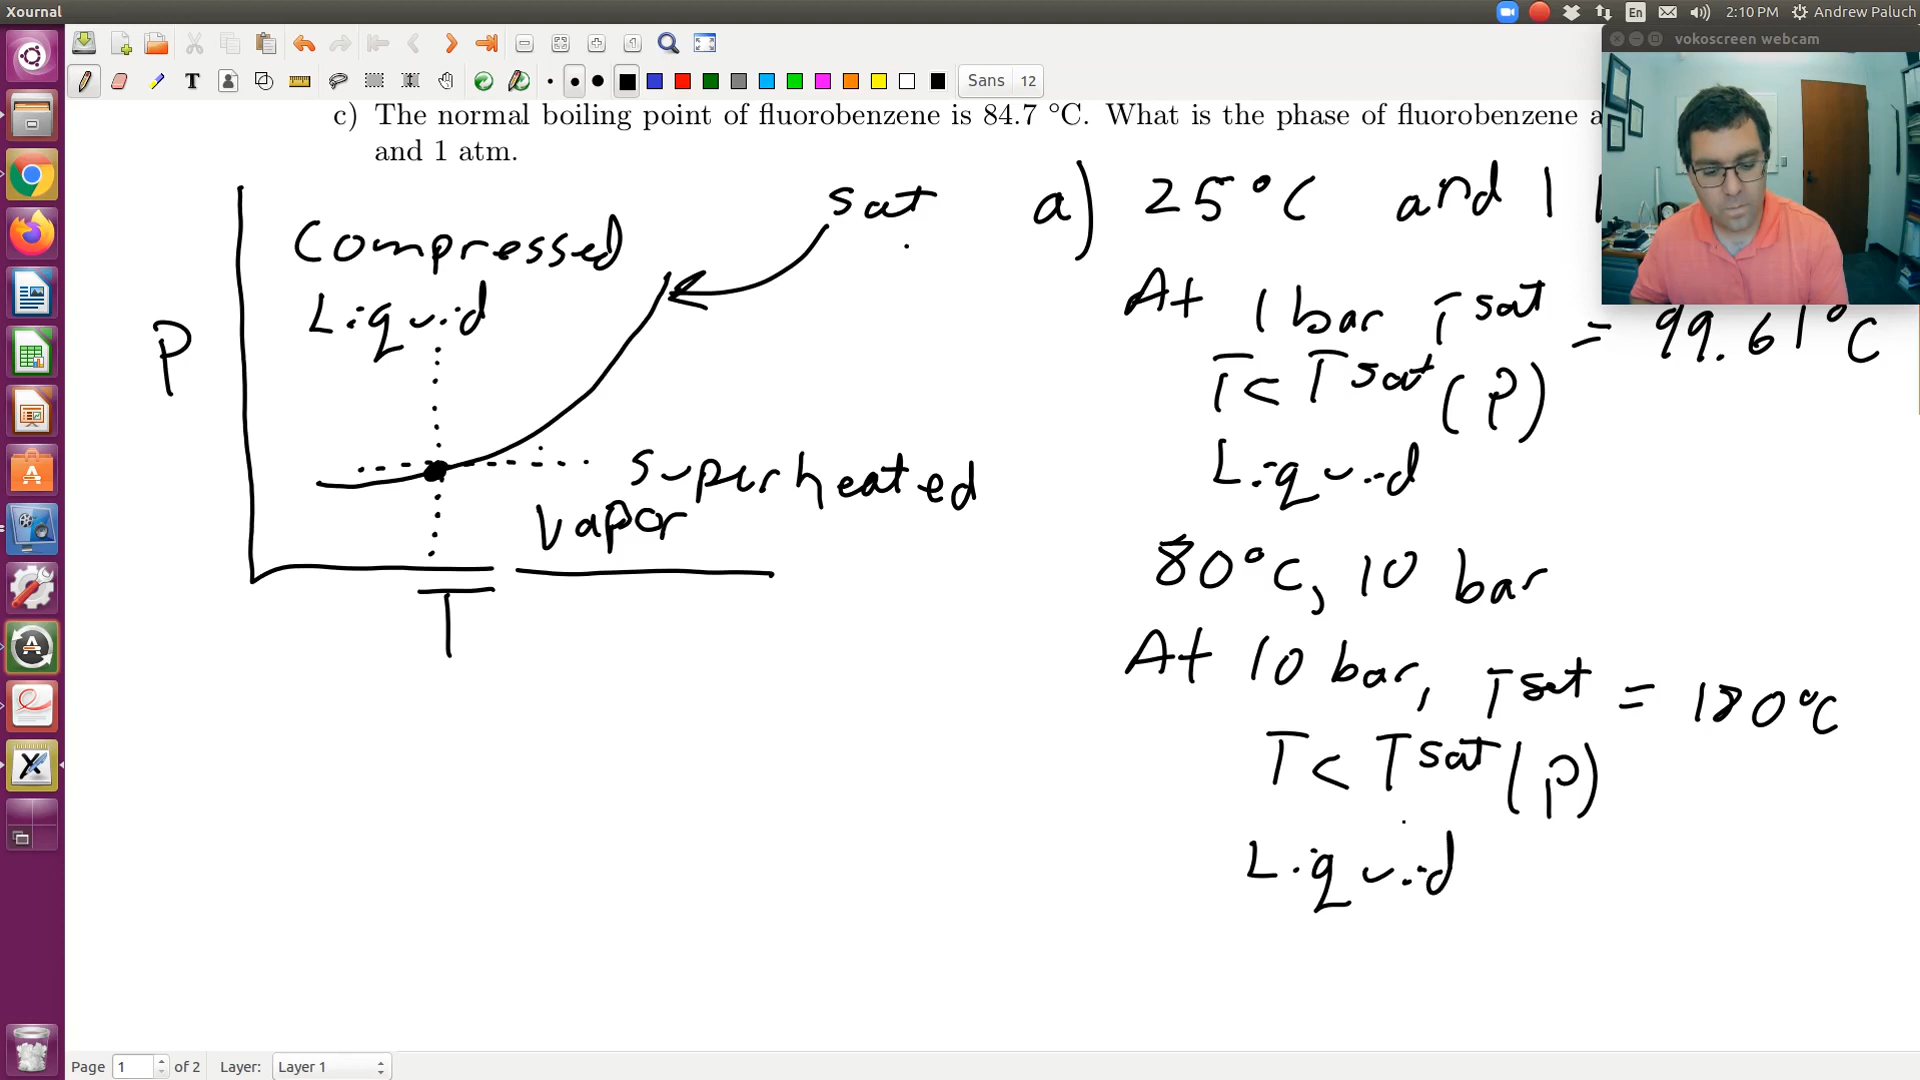 Xournal
En
2:10 PM
Andrew Paluch
vokoscreen webcam
Sans 12
c) The normal boiling point of fluorobenzene is 84.7 °C. What is the phase of fluorobenzene a
and 1 atm.
P
Compressed
Liquid
sat
superheated
vapor
T
a) 25°C and 1 b
At 1 bar Tsat = 99.61°C
T < Tsat (P)
Liquid
80°C, 10 bar
At 10 bar, Tsat = 180°C
T < Tsat (P)
Liquid
Page 1 of 2 Layer: Layer 1